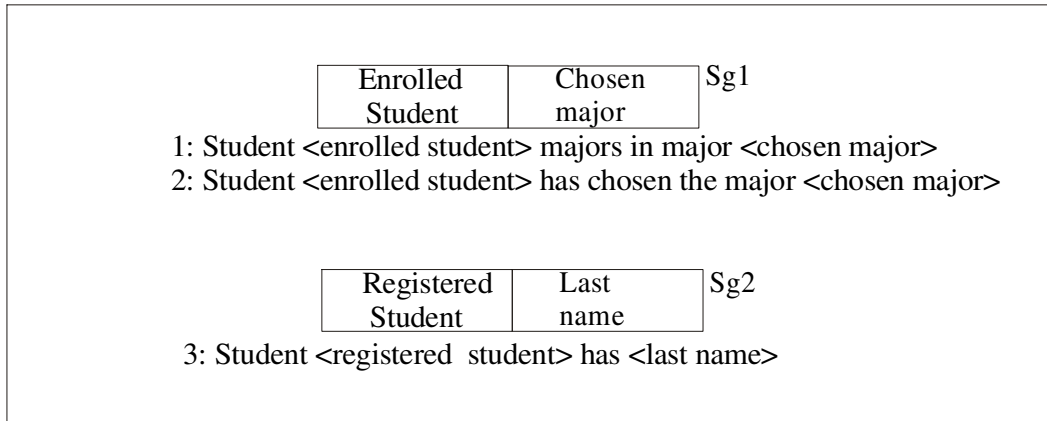 Enrolled Student
Chosen major
Sg1
1: Student <enrolled student> majors in major <chosen major>
2: Student <enrolled student> has chosen the major <chosen major>
Registered Student
Last name
Sg2
3: Student <registered student> has <last name>